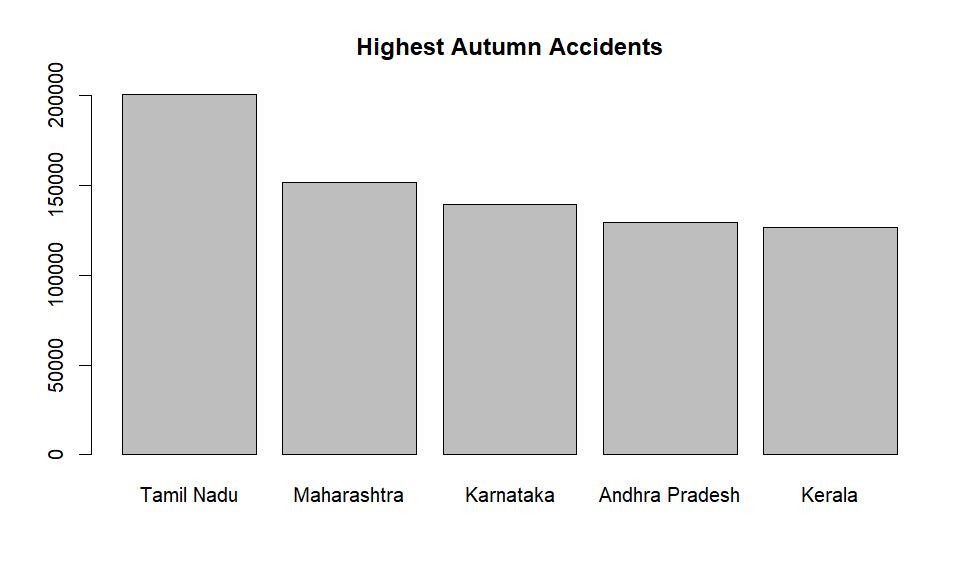 Highest Autumn Accidents
200000
150000
100000
50000
0
Tamil Nadu Maharashtra Karnataka Andhra Pradesh Kerala